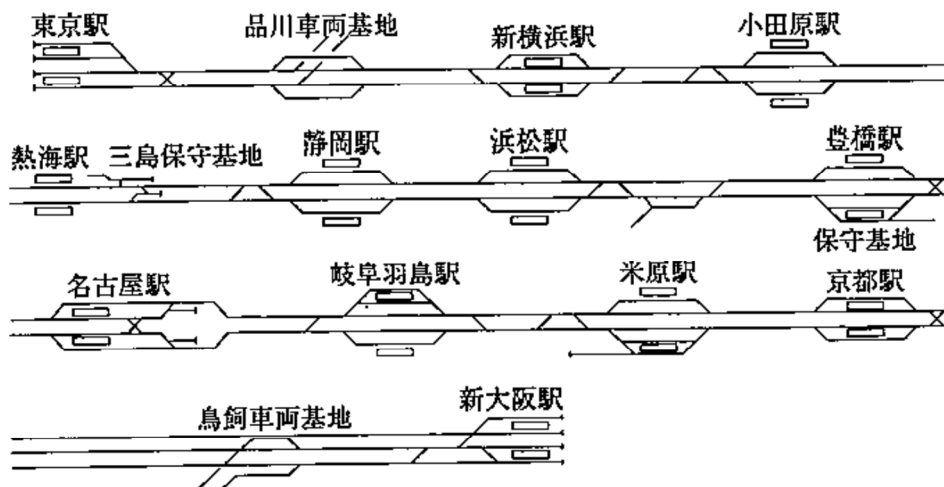 東京駅
品川車両基地
新横浜駅
小田原駅
熱海駅
三島保守基地
静岡駅
浜松駅
豊橋駅
保守基地
名古屋駅
岐阜羽島駅
米原駅
京都駅
鳥飼車両基地
新大阪駅